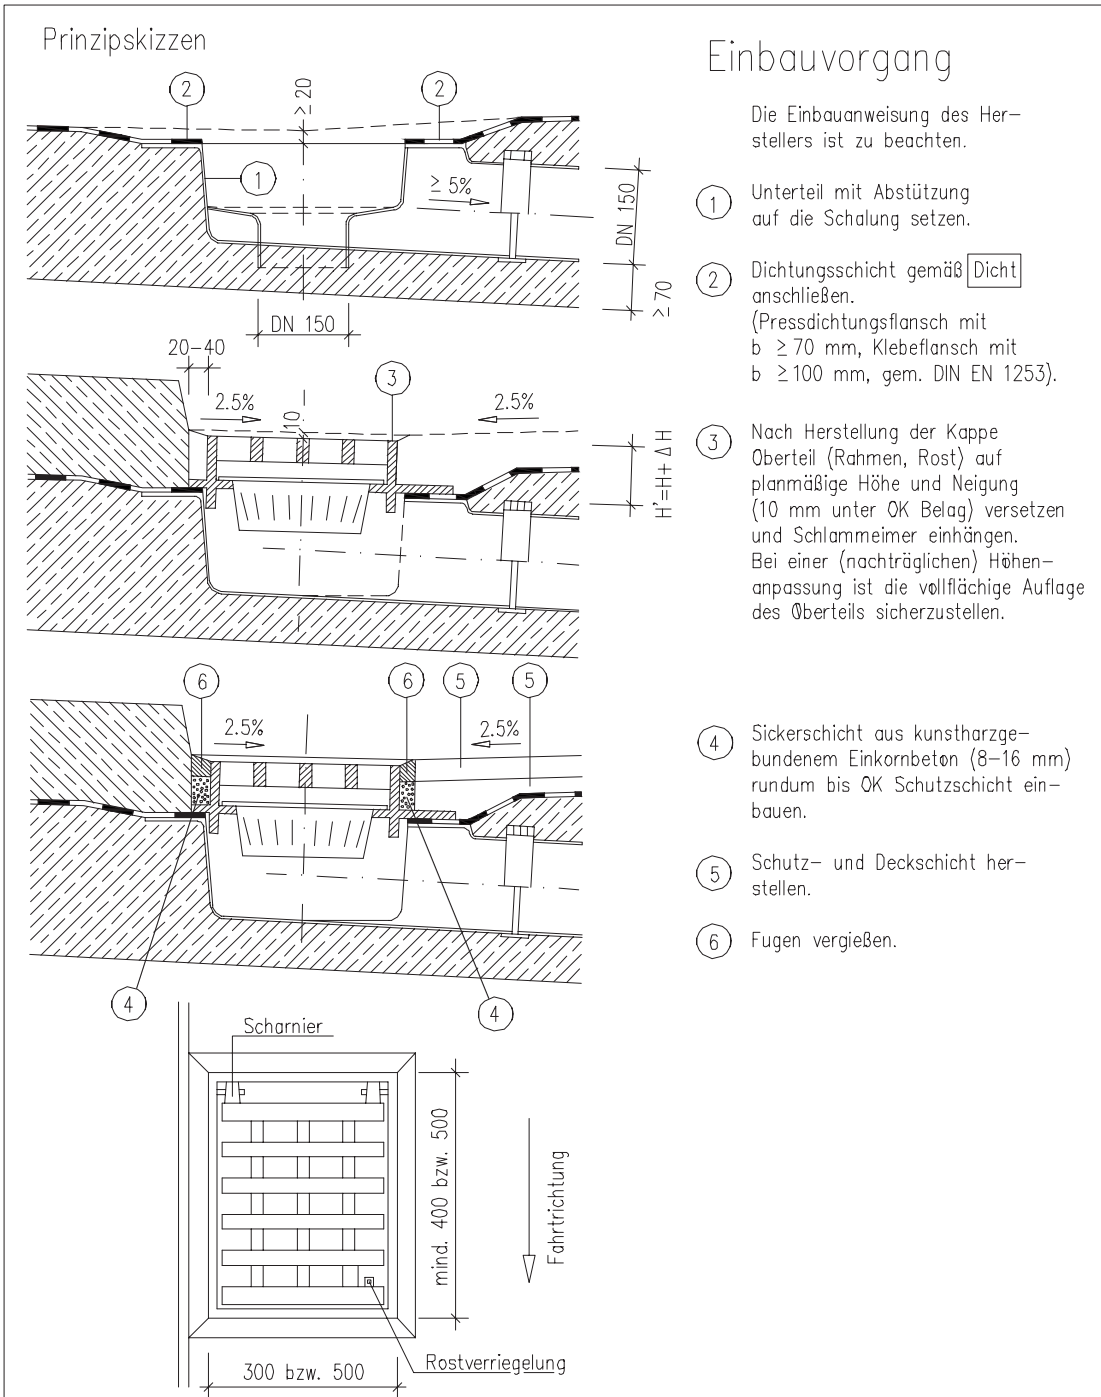 Prinzipskizzen
Einbauvorgang
Die Einbauanweisung des Her-
stellers ist zu beachten.
1 Unterteil mit Abstützung
auf die Schalung setzen.
2 Dichtungsschicht gemäß Dicht
anschließen.
(Pressdichtungsflansch mit
b ≥ 70 mm, Klebeflansch mit
b ≥ 100 mm, gem. DIN EN 1253).
3 Nach Herstellung der Kappe
Oberteil (Rahmen, Rost) auf
planmäßige Höhe und Neigung
(10 mm unter OK Belag) versetzen
und Schlammeimer einhängen.
Bei einer (nachträglichen) Höhen-
anpassung ist die vollflächige Auflage
des Oberteils sicherzustellen.
4 Sickerschicht aus kunstharzge-
bundenem Einkornbeton (8-16 mm)
rundum bis OK Schutzschicht ein-
bauen.
5 Schutz- und Deckschicht her-
stellen.
6 Fugen vergießen.
2
≥ 20
2
1
≥ 5%
DN 150
≥ 70
DN 150
20-40
3
2.5%
10
2.5%
H'=H+ Δ H
6
6
5
5
2.5%
2.5%
4
4
Scharnier
mind. 400 bzw. 500
Fahrtrichtung
Rostverriegelung
300 bzw. 500